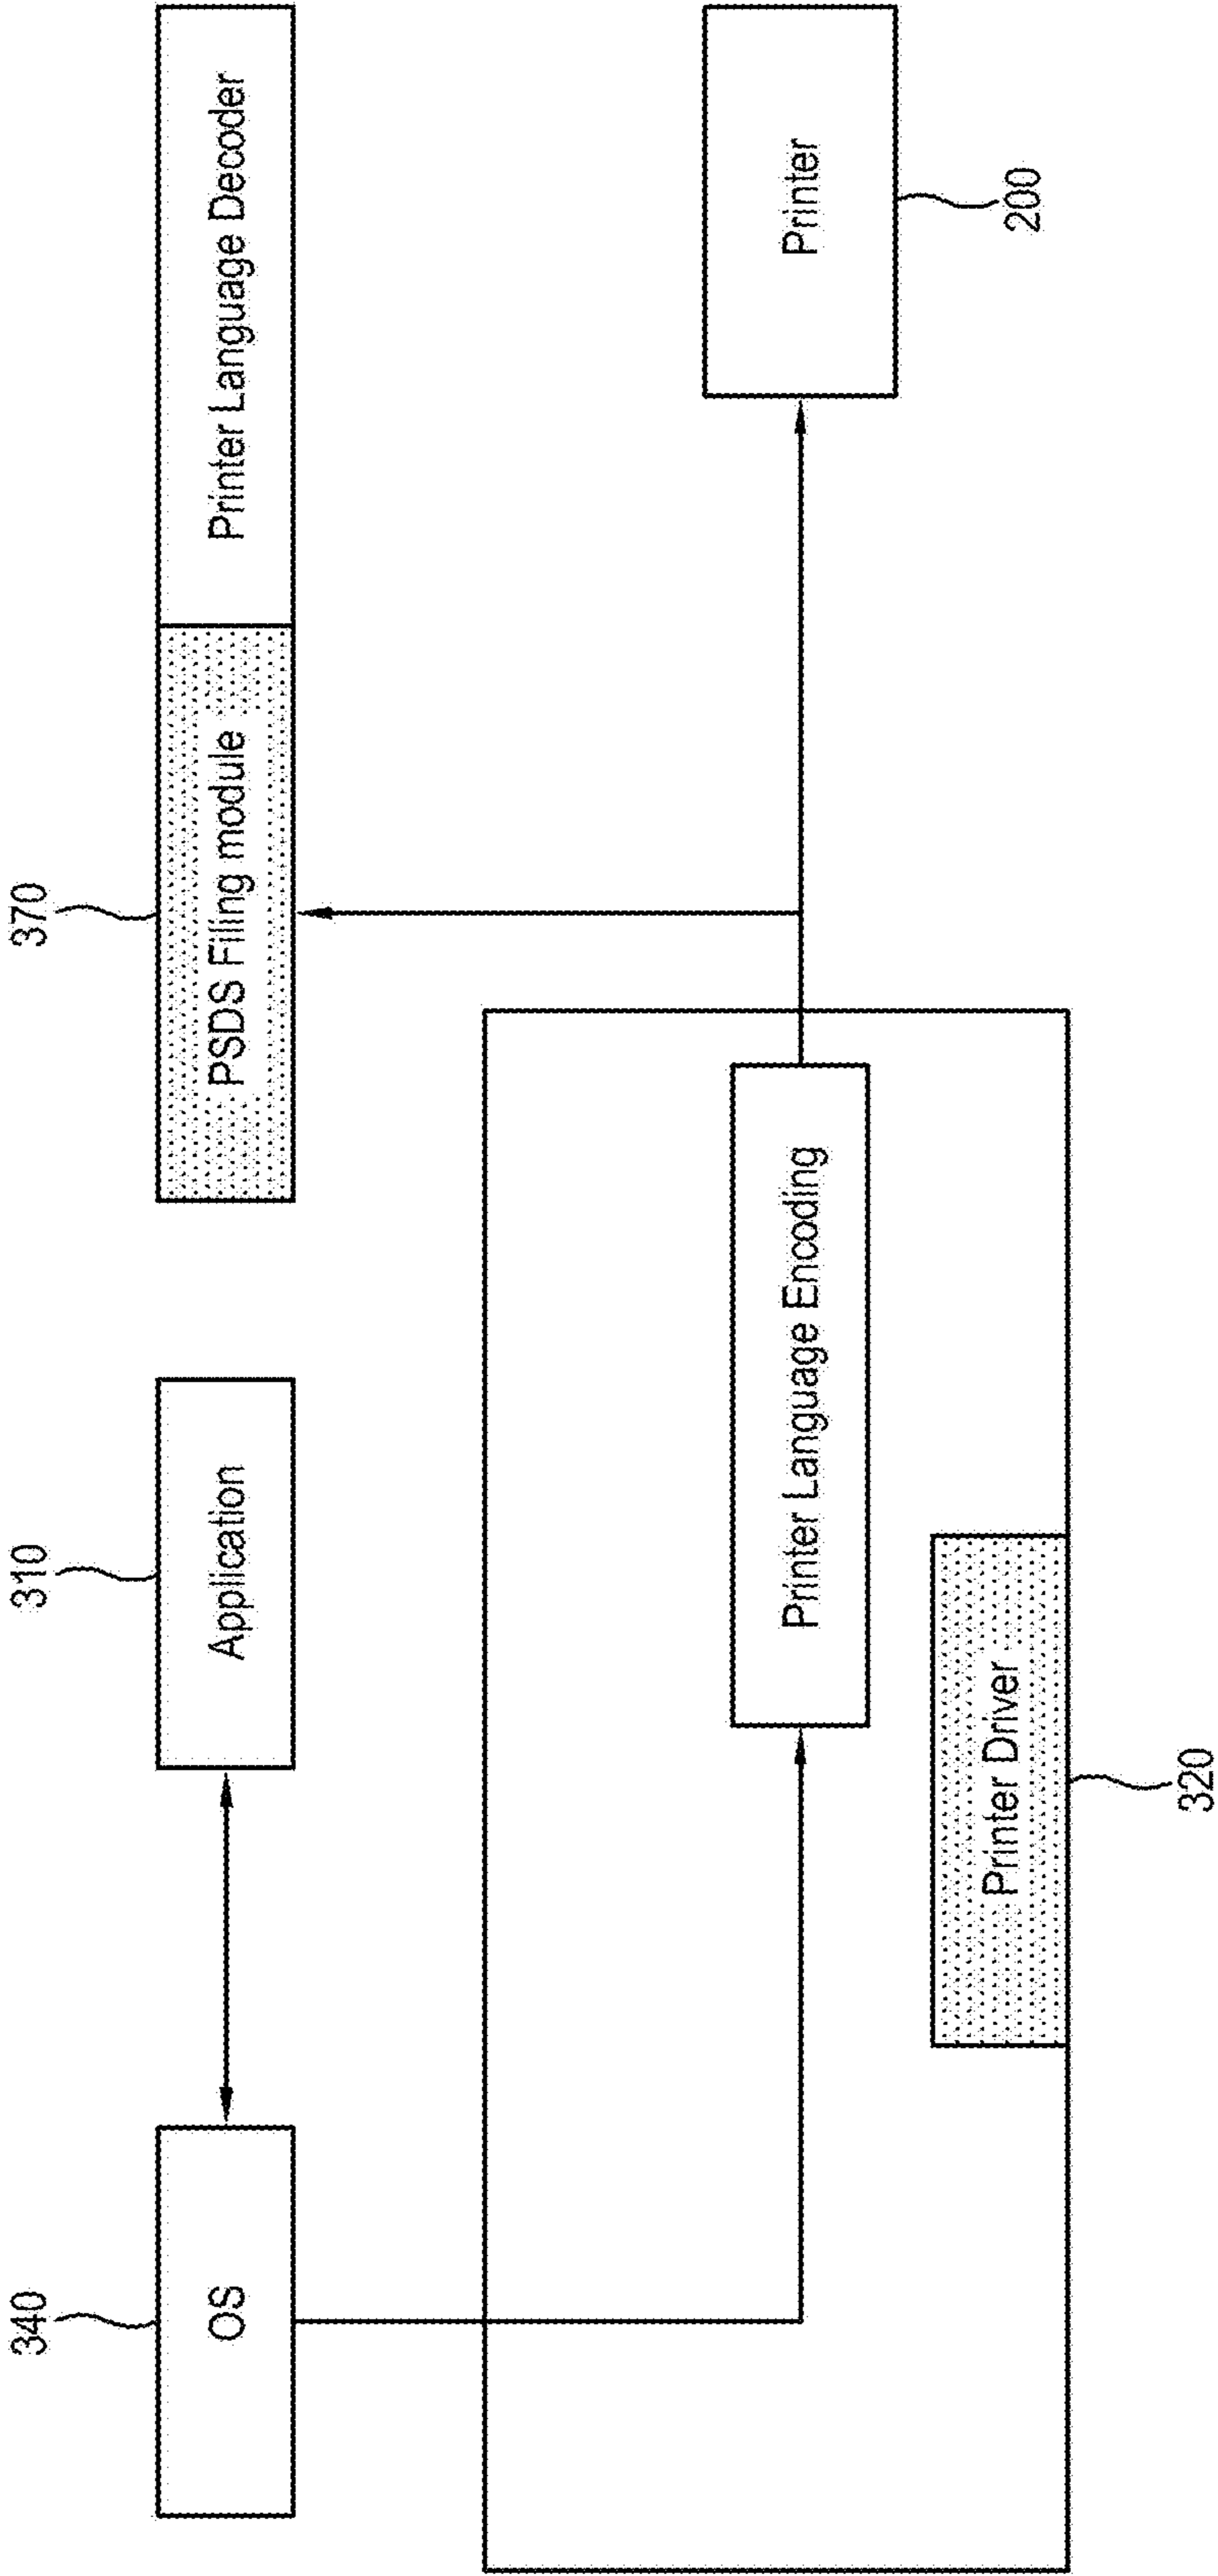 340
310
370
OS
Application
PSDS Filing module
Printer Language Decoder
Printer Language Encoding
Printer
Printer Driver
200
320